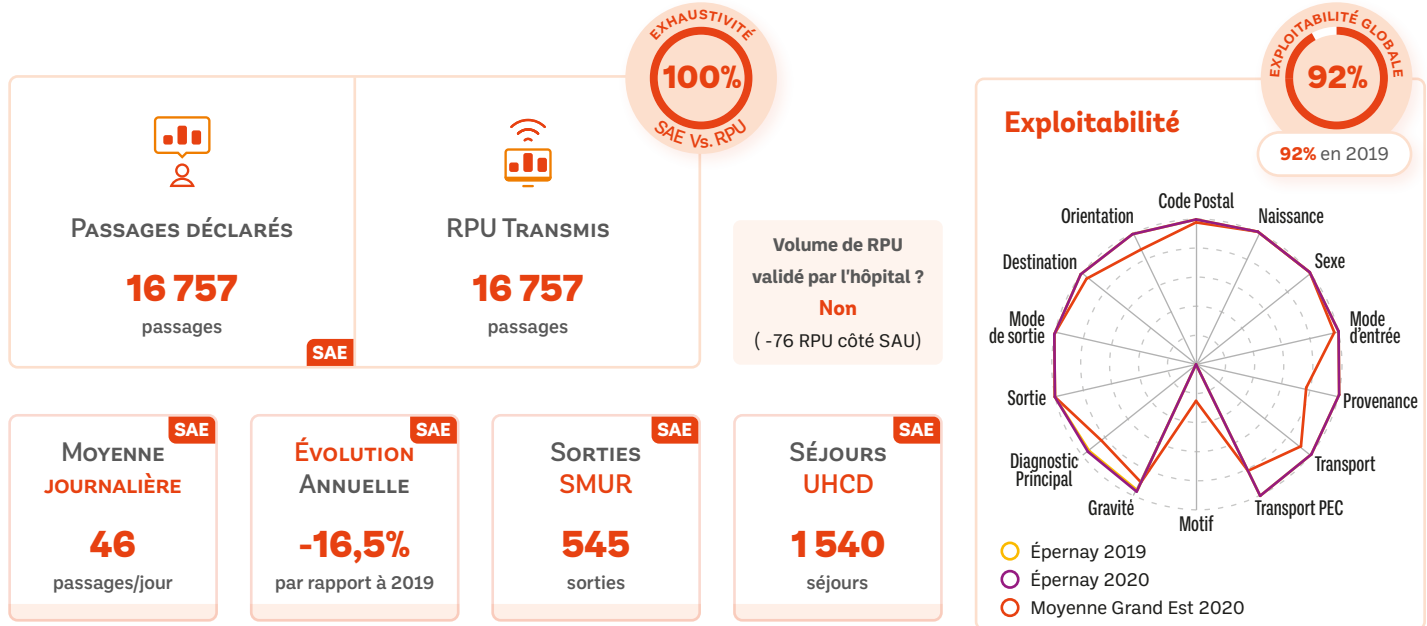 EXHAUSTIVITÉ
100%
SAE Vs. RPU
PASSAGES DÉCLARÉS
16 757
passages
SAE
RPU TRANSMIS
16 757
passages
Volume de RPU
validé par l'hôpital ?
Non
( -76 RPU côté SAU)
SAE
MOYENNE
JOURNALIÈRE
46
passages/jour
SAE
ÉVOLUTION
ANNUELLE
-16,5%
par rapport à 2019
SAE
SORTIES
SMUR
545
sorties
SAE
SÉJOURS
UHCD
1 540
séjours
EXPLOITABILITÉ GLOBALE
92%
92% en 2019
Exploitabilité
Code Postal
Naissance
Sexe
Mode
d'entrée
Provenance
Transport
Transport PEC
Motif
Gravité
Diagnostic
Principal
Sortie
Mode
de sortie
Destination
Orientation
Épernay 2019
Épernay 2020
Moyenne Grand Est 2020